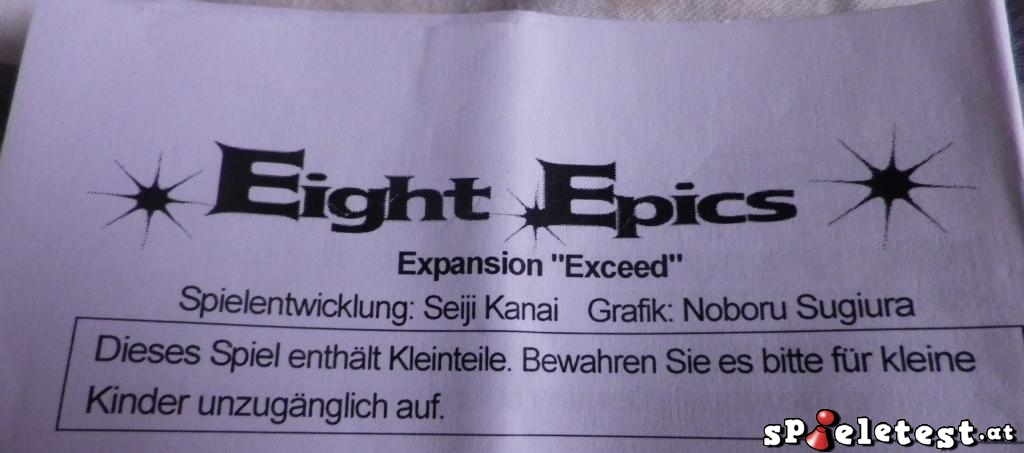 Eight Epics
Expansion "Exceed"
Spielentwicklung: Seiji Kanai Grafik: Noboru Sugiura
Dieses Spiel enthält Kleinteile. Bewahren Sie es bitte für kleine
Kinder unzugänglich auf.
spieletest.at